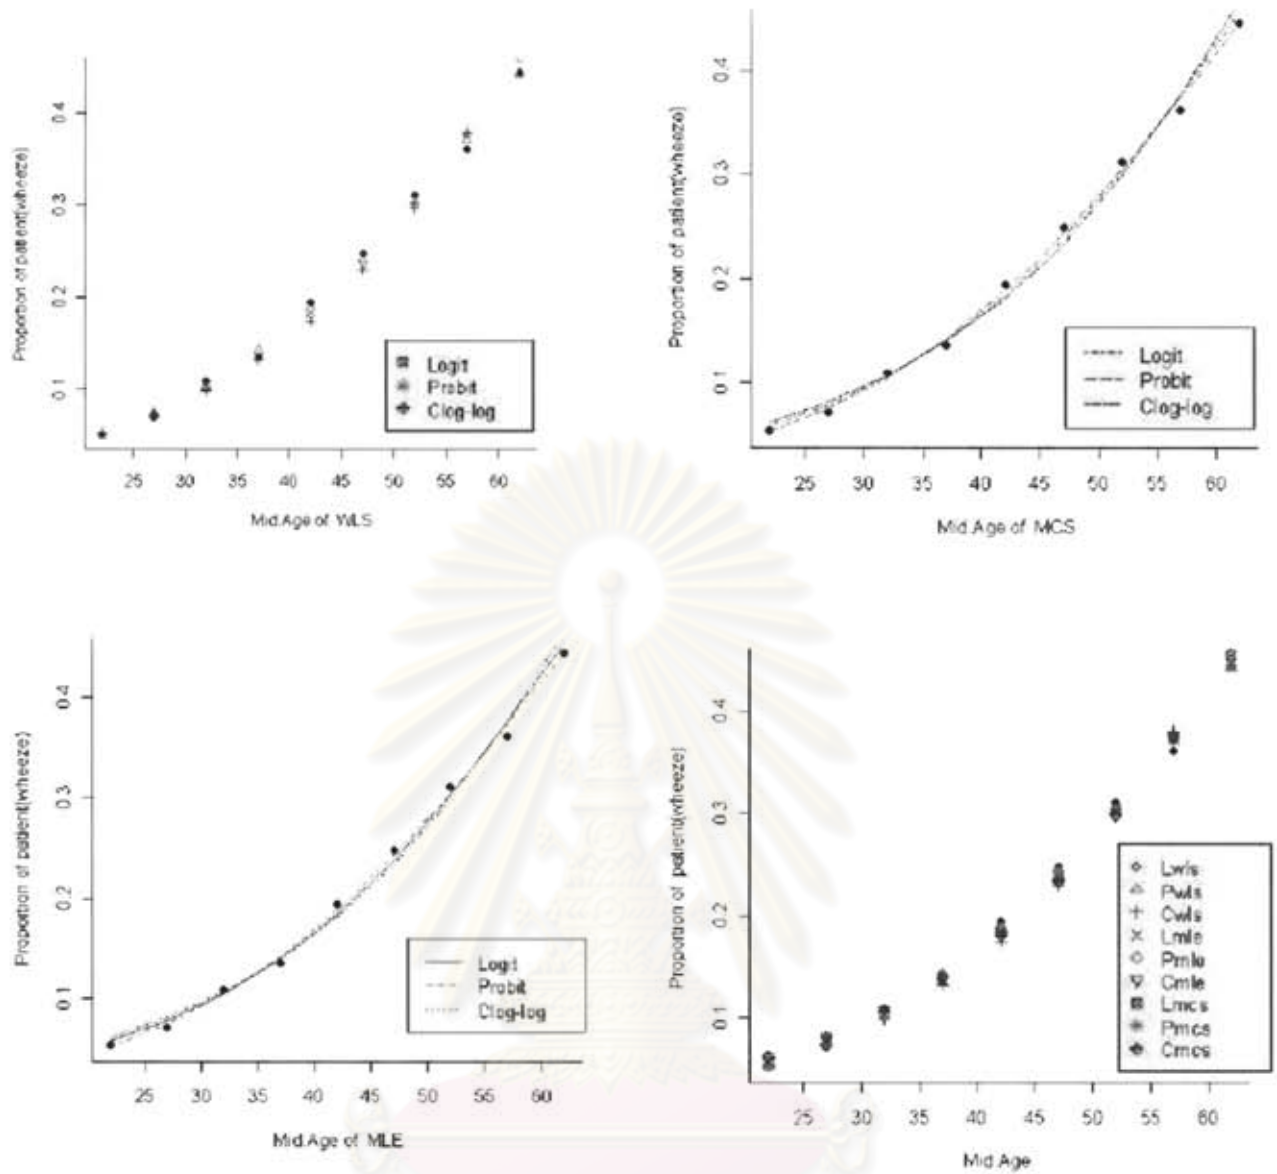 Proportion of patient(wheeze)
0.4
0.3
0.2
0.1
Logit
Probit
Clog-log
25 30 35 40 45 50 55 60
Mid.Age of WLS
Proportion of patient(wheeze)
0.4
0.3
0.2
0.1
Logit
Probit
Clog-log
25 30 35 40 45 50 55 60
Mid.Age of MCS
Proportion of patient(wheeze)
0.4
0.3
0.2
0.1
Logit
Probit
Clog-log
25 30 35 40 45 50 55 60
Mid.Age of MLE
Proportion of patient(wheeze)
0.4
0.3
0.2
0.1
Lwls
Pwls
Cwls
Lmle
Pmle
Cmle
Lmcs
Pmcs
Cmcs
25 30 35 40 45 50 55 60
Mid.Age